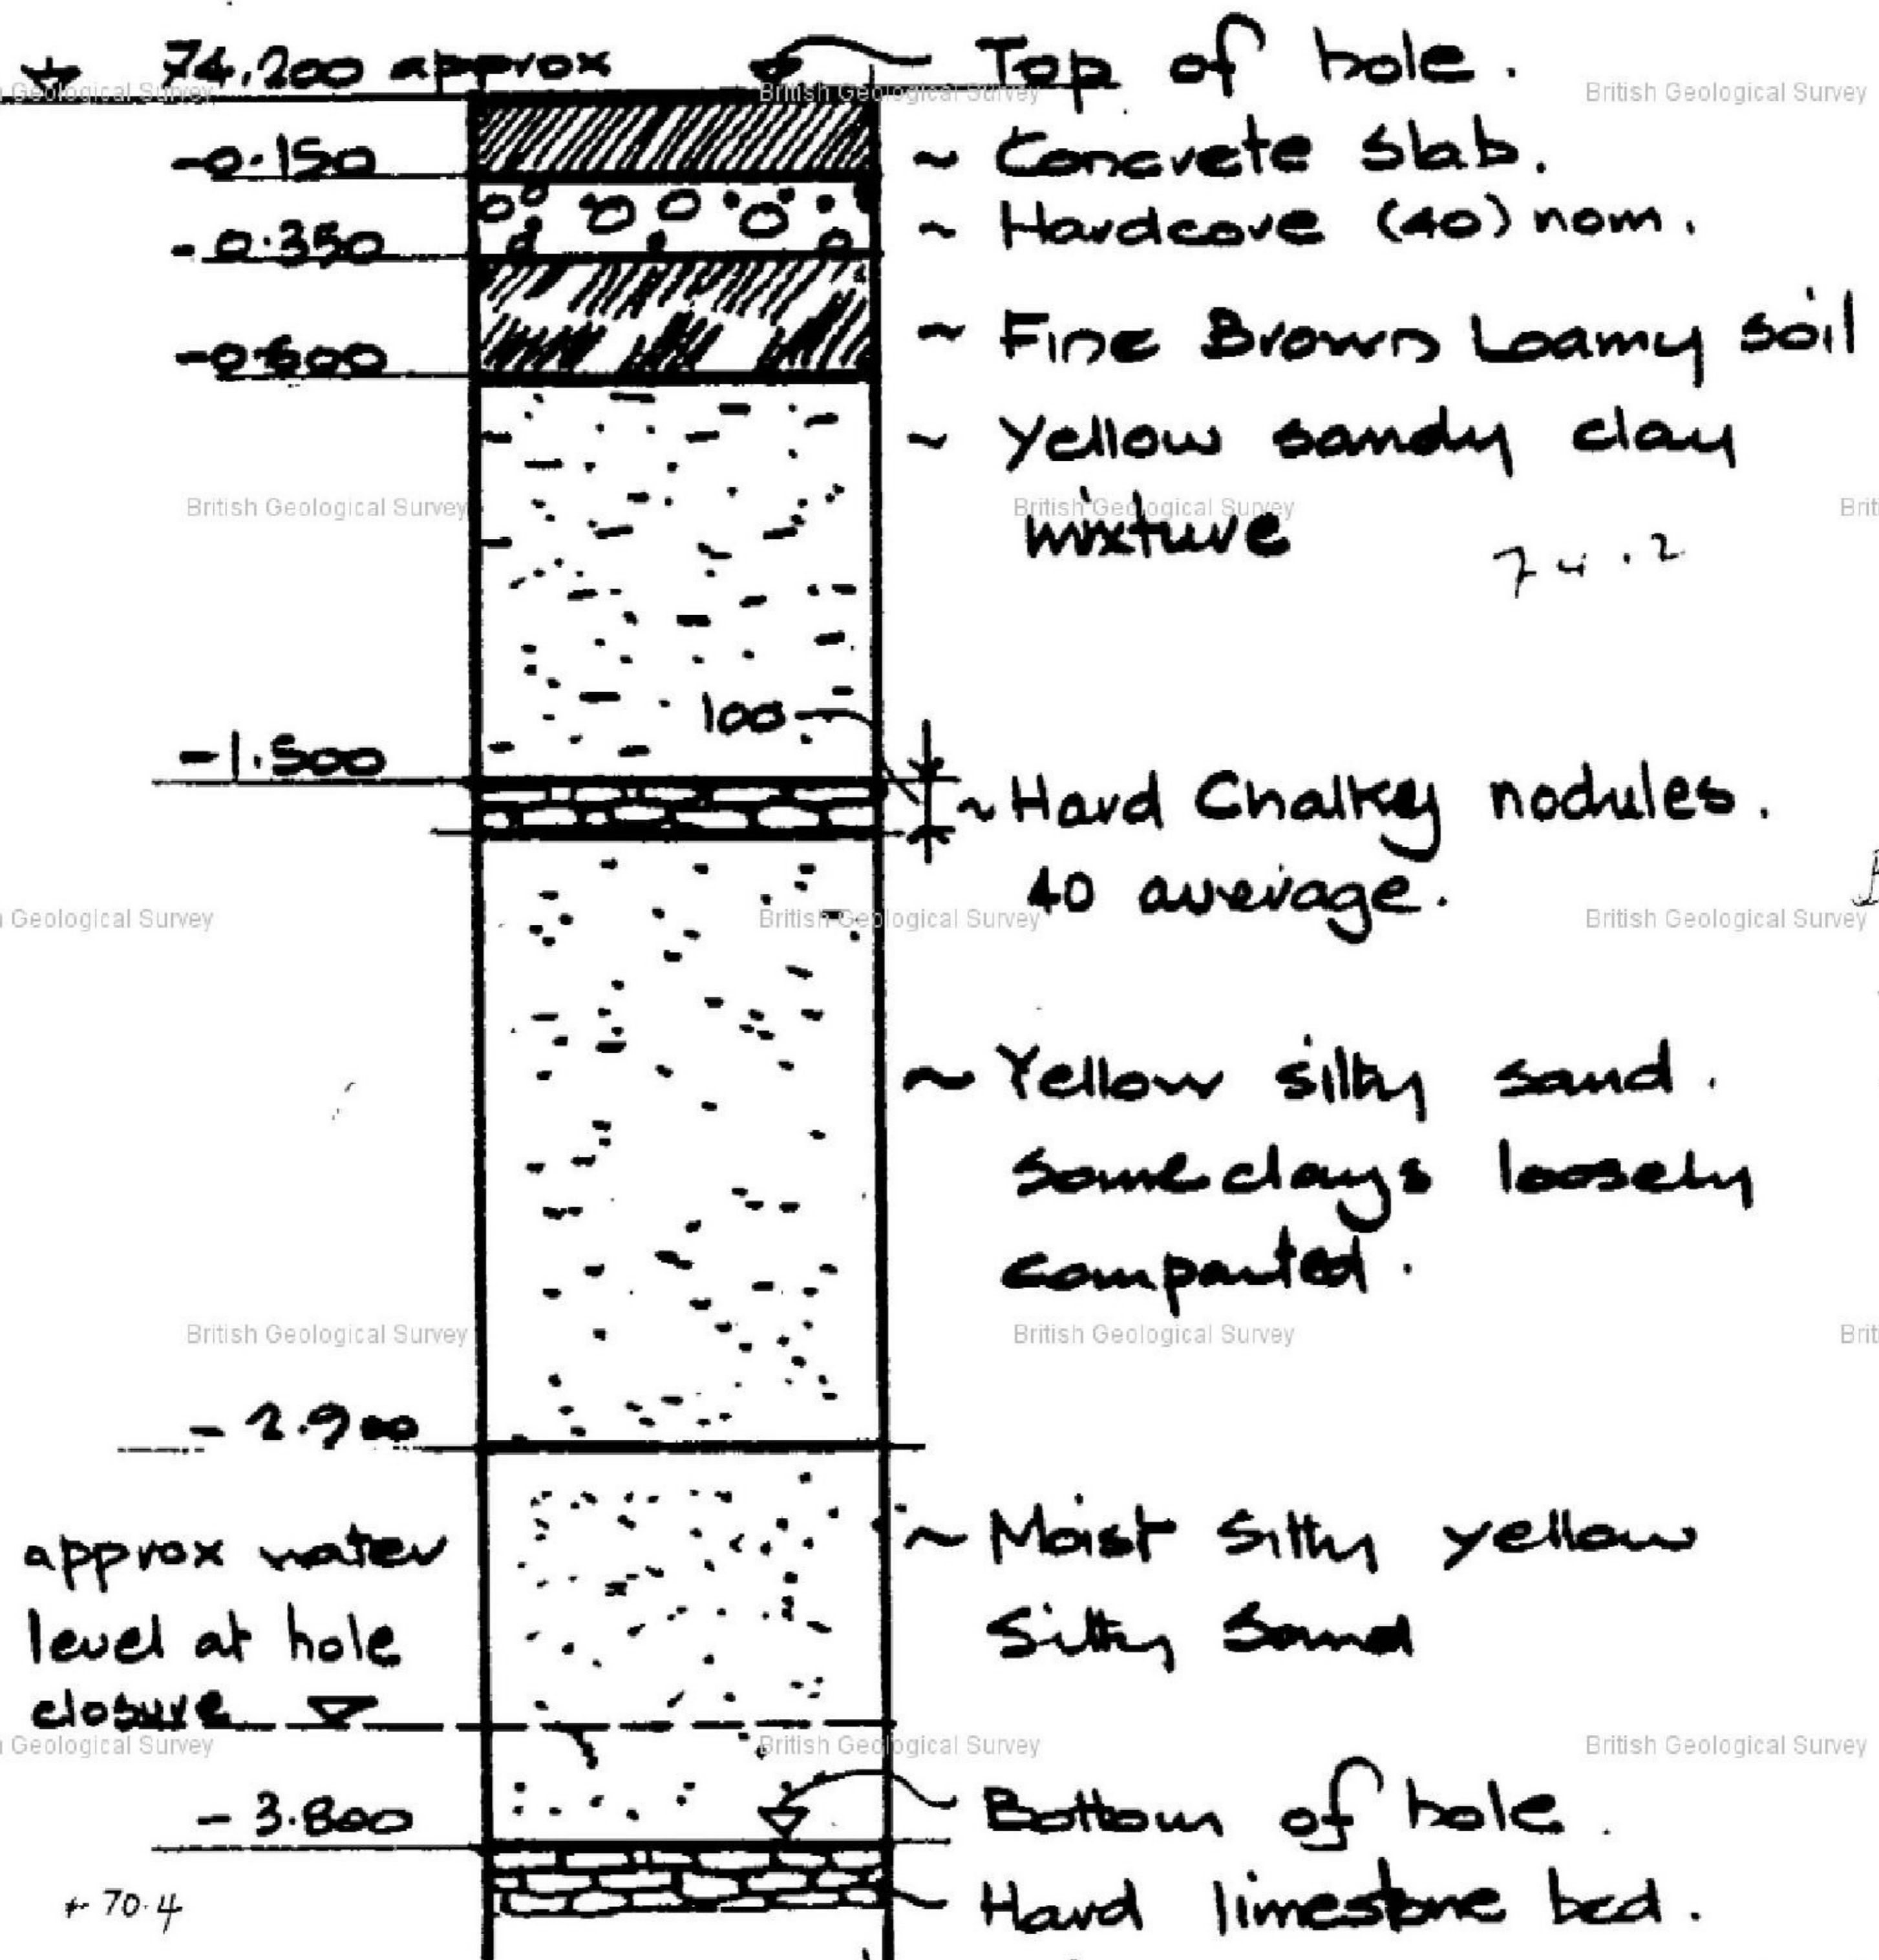 + 74.200 approx Top of hole.
-0.150 ~ Concrete slab.
-0.350 ~ Hardcore (40) nom.
-0.600 ~ Fine Brown Loamy soil
~ Yellow sandy clay
mixture
74.2
100
-1.500
~ Hard Chalkey nodules.
40 average.
~ Yellow silty sand.
some clays loosely
compacted.
- 2.900
approx water
level at hole
closure
~ Moist Silty yellow
Silty Sand
- 3.800
Bottom of hole.
+ 70.4
Hard limestone bed.
British Geological Survey